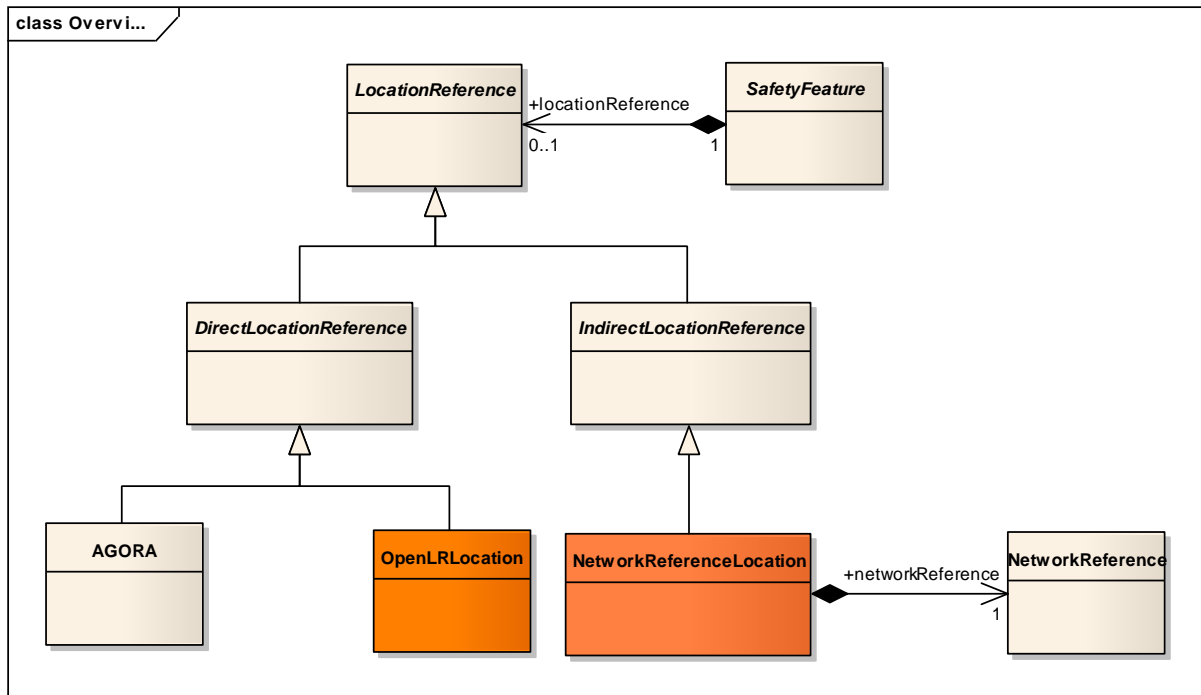 class Overvi...
LocationReference
SafetyFeature
+locationReference
0..1
1
DirectLocationReference
IndirectLocationReference
AGORA
OpenLRLocation
NetworkReferenceLocation
NetworkReference
+networkReference
1